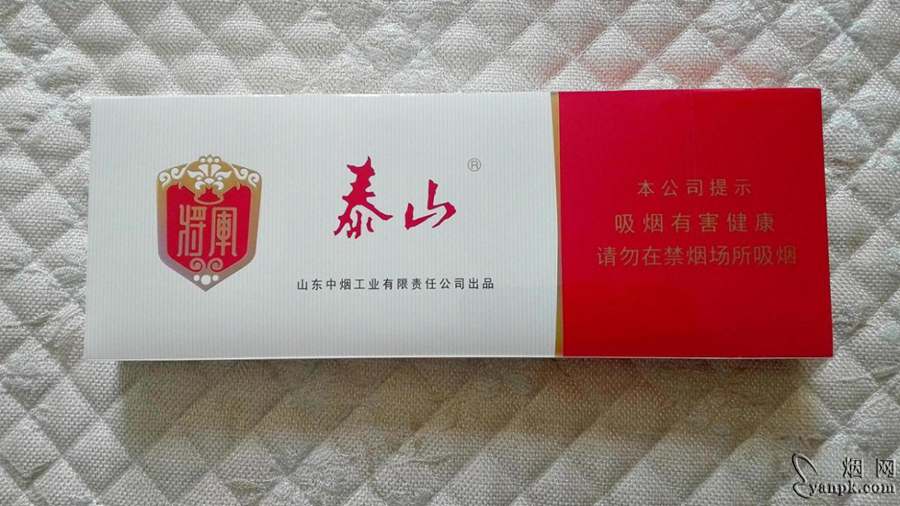 將軍
泰山®
山东中烟工业有限责任公司出品
本公司提示
吸烟有害健康
请勿在禁烟场所吸烟
烟网
yanpk.com